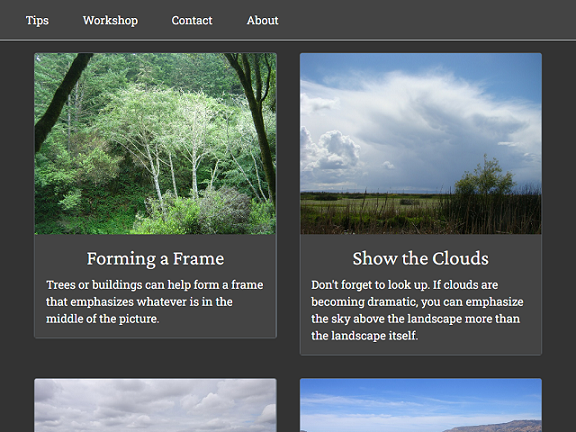 Tips Workshop Contact About
Forming a Frame
Trees or buildings can help form a frame
that emphasizes whatever is in the
middle of the picture.
Show the Clouds
Don't forget to look up. If clouds are
becoming dramatic, you can emphasize
the sky above the landscape more than
the landscape itself.